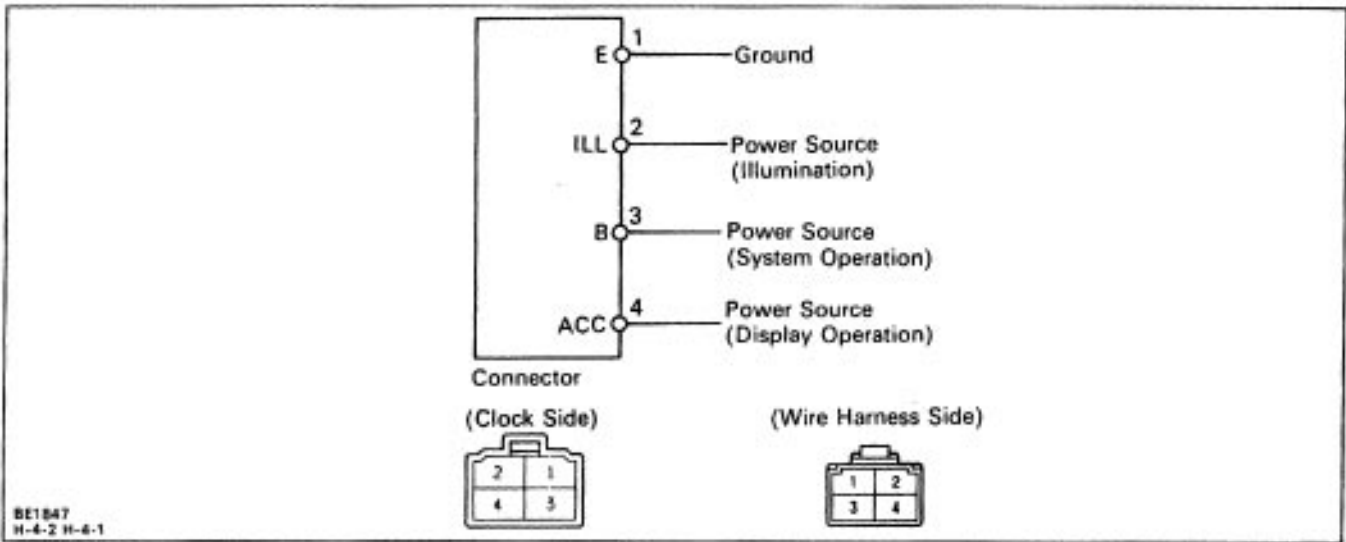 1
E
Ground
2
ILL
Power Source
(Illumination)
3
B
Power Source
(System Operation)
4
ACC
Power Source
(Display Operation)
Connector
(Clock Side)
(Wire Harness Side)
2 1
4 3
1 2
3 4
BE1847
H-4-2 H-4-1